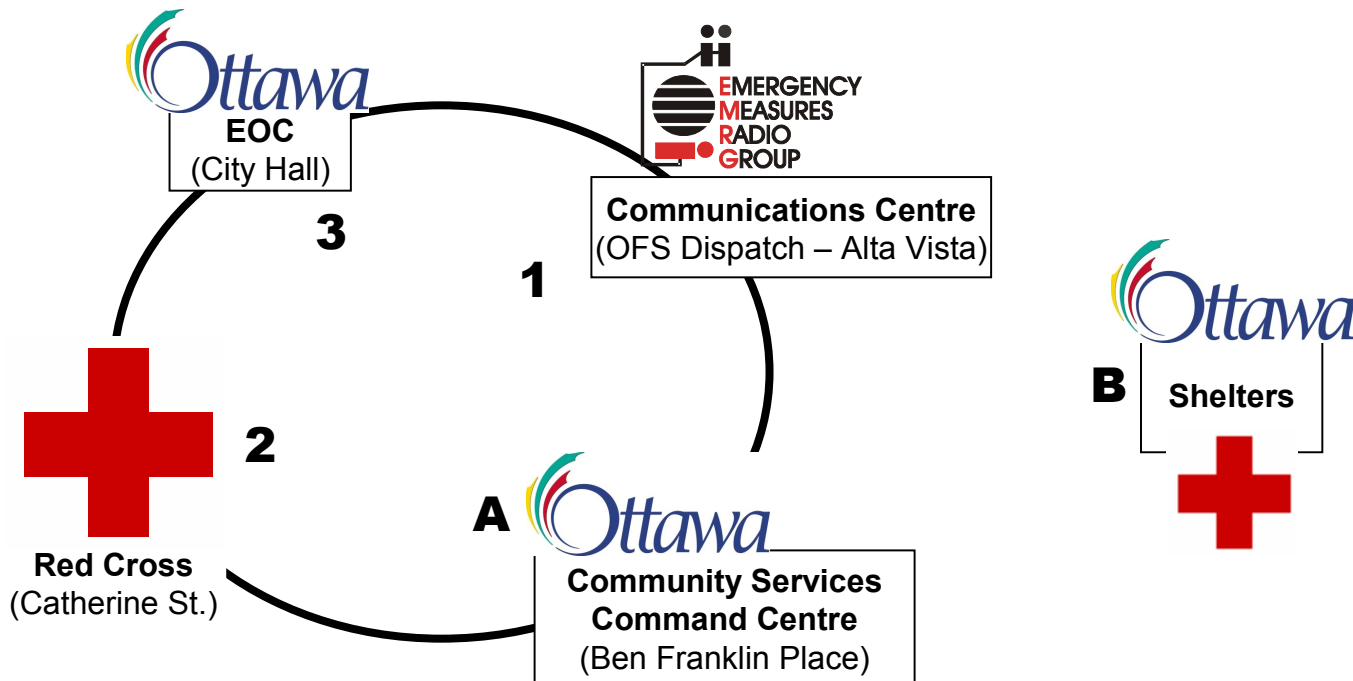 Ottawa
EOC
(City Hall)
EMERGENCY
MEASURES
RADIO
GROUP
Communications Centre
(OFS Dispatch – Alta Vista)
3
1
Ottawa
B
Shelters
2
Red Cross
(Catherine St.)
A
Ottawa
Community Services
Command Centre
(Ben Franklin Place)